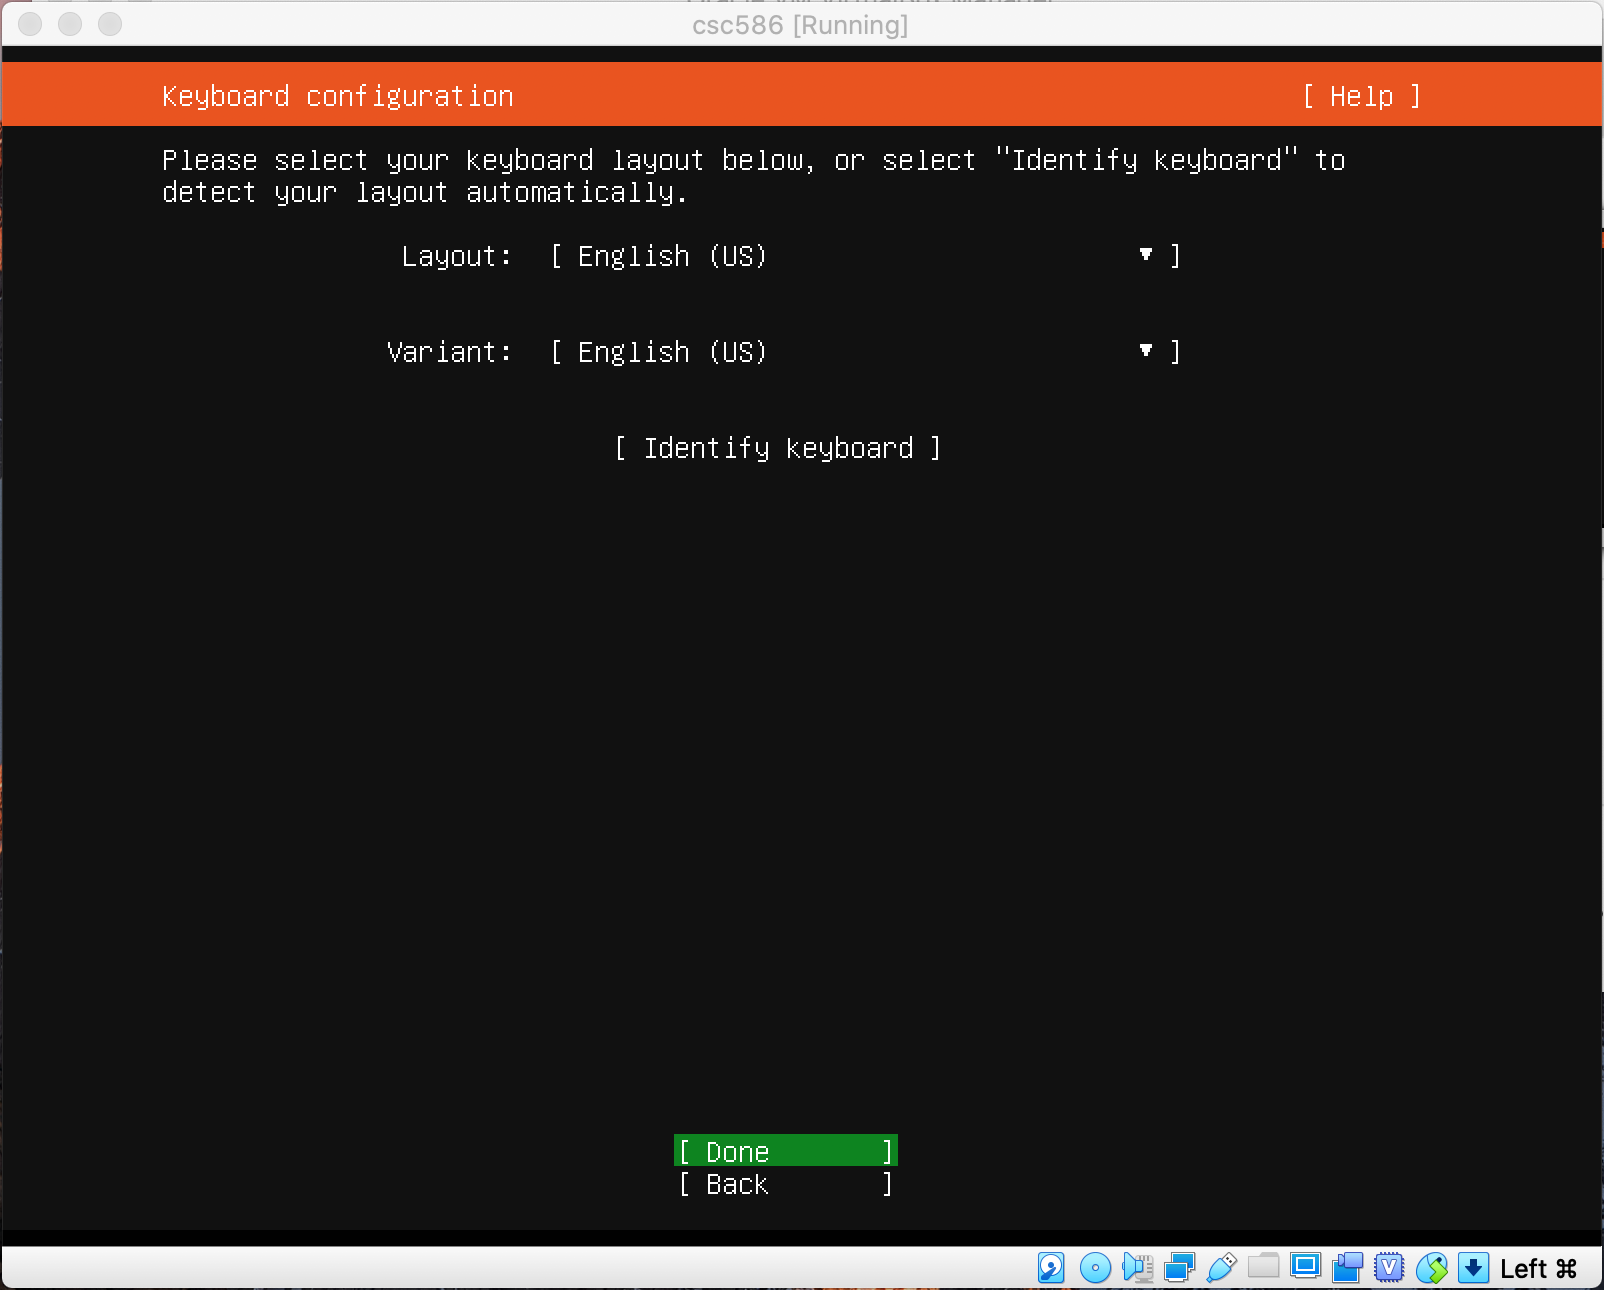 csc586 [Running]
Keyboard configuration [ Help ]
Please select your keyboard layout below, or select "Identify keyboard" to
detect your layout automatically.
Layout: [ English (US) ▼ ]
Variant: [ English (US) ▼ ]
[ Identify keyboard ]
[ Done ]
[ Back ]
Left ⌘